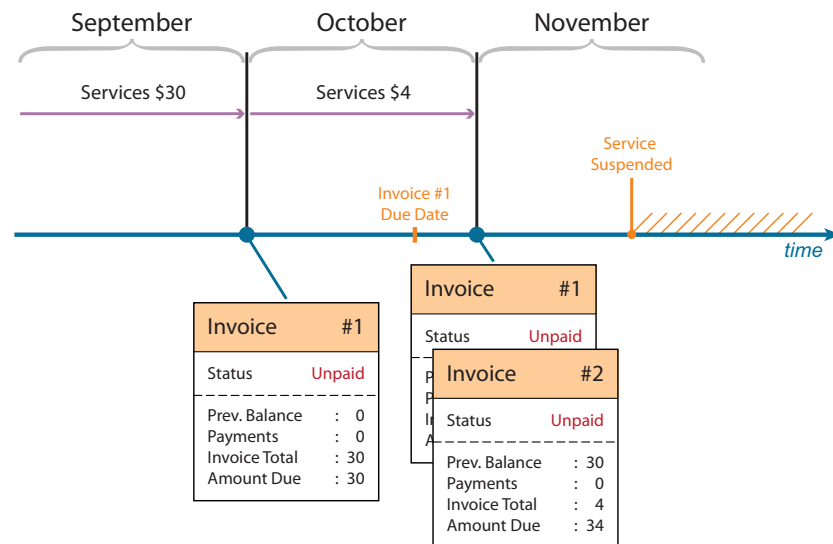 September
October
November
Services $30
Services $4
Service
Suspended
Invoice #1
Due Date
time
Invoice #1
Status Unpaid
Prev. Balance : 0
Payments : 0
Invoice Total : 30
Amount Due : 30
Invoice #1
Status Unpaid
P
P
I
A
Invoice #2
Status Unpaid
Prev. Balance : 30
Payments : 0
Invoice Total : 4
Amount Due : 34